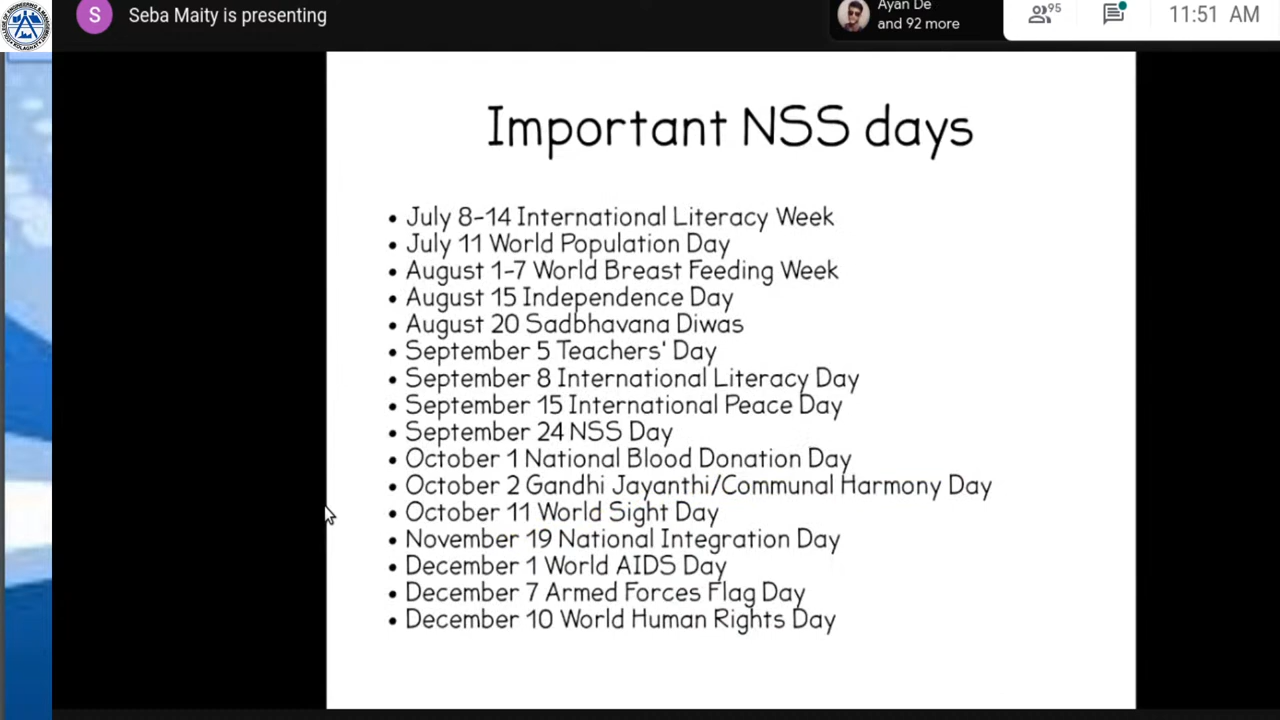 S
Seba Maity is presenting
Ayan De
and 92 more
95
11:51 AM
Important NSS days
• July 8-14 International Literacy Week
• July 11 World Population Day
• August 1-7 World Breast Feeding Week
• August 15 Independence Day
• August 20 Sadbhavana Diwas
• September 5 Teachers' Day
• September 8 International Literacy Day
• September 15 International Peace Day
• September 24 NSS Day
• October 1 National Blood Donation Day
• October 2 Gandhi Jayanthi/Communal Harmony Day
• October 11 World Sight Day
• November 19 National Integration Day
• December 1 World AIDS Day
• December 7 Armed Forces Flag Day
• December 10 World Human Rights Day